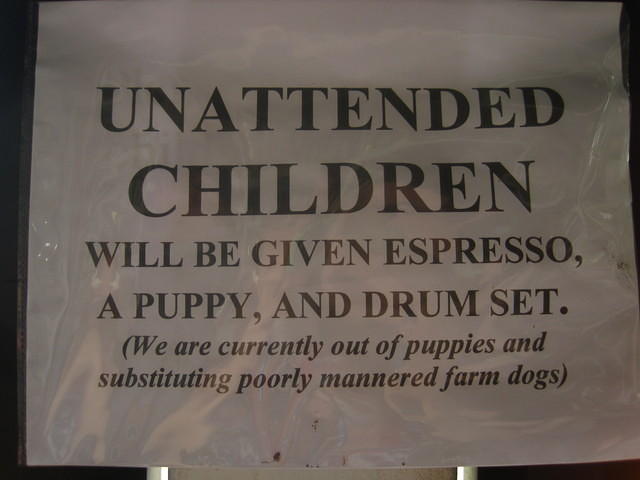 UNATTENDED
CHILDREN
WILL BE GIVEN ESPRESSO,
A PUPPY, AND DRUM SET.
(We are currently out of puppies and
substituting poorly mannered farm dogs)